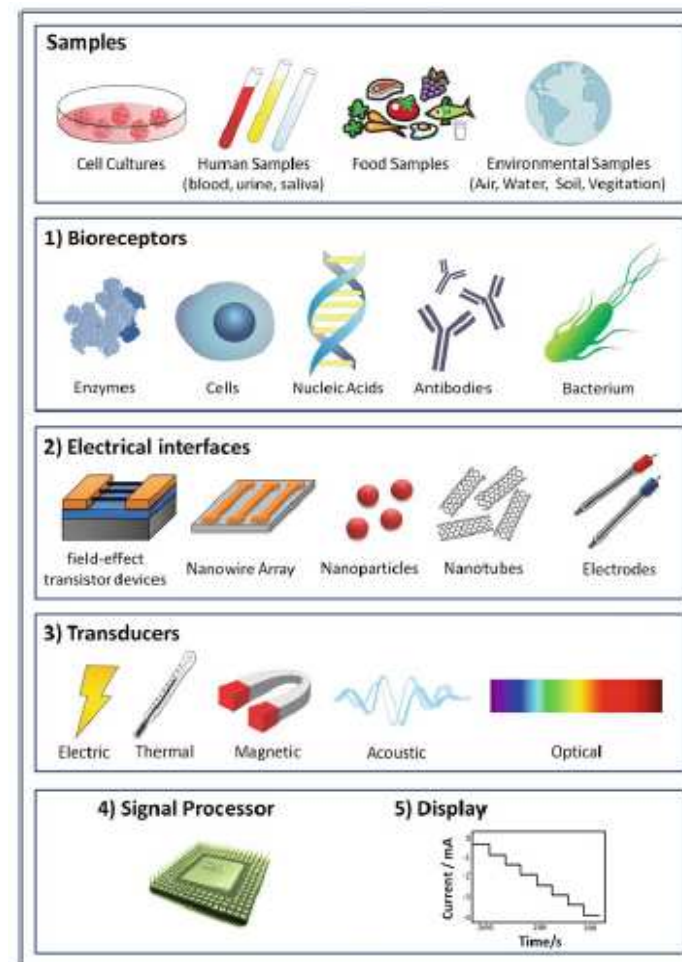 Samples
Cell Cultures
Human Samples
(blood, urine, saliva)
Food Samples
Environmental Samples
(Air, Water, Soil, Vegitation)
1) Bioreceptors
Enzymes
Cells
Nucleic Acids
Antibodies
Bacterium
2) Electrical interfaces
field-effect
transistor devices
Nanowire Array
Nanoparticles
Nanotubes
Electrodes
3) Transducers
Electric
Thermal
Magnetic
Acoustic
Optical
4) Signal Processor
5) Display
Current / mA
Time/s